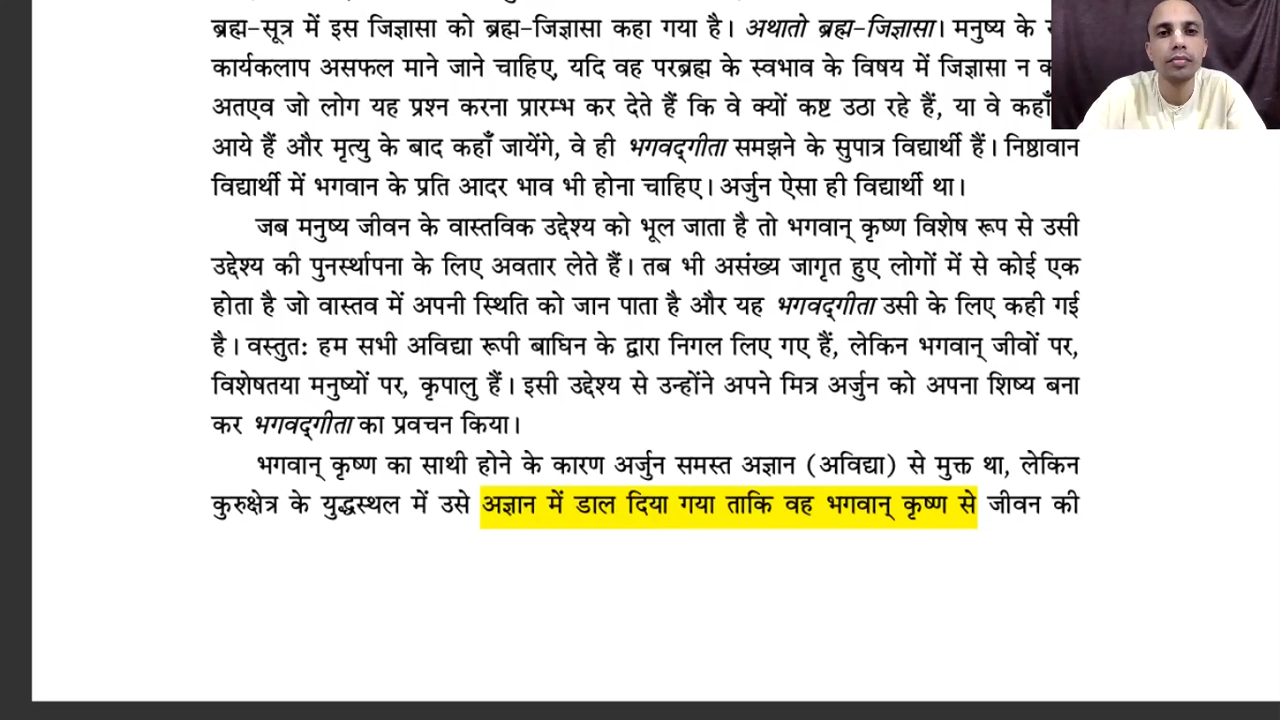 ब्रह्म-सूत्र में इस जिज्ञासा को ब्रह्म-जिज्ञासा कहा गया है। अथातो ब्रह्म-जिज्ञासा। मनुष्य के
कार्यकलाप असफल माने जाने चाहिए, यदि वह परब्रह्म के स्वभाव के विषय में जिज्ञासा न
अतएव जो लोग यह प्रश्न करना प्रारम्भ कर देते हैं कि वे क्यों कष्ट उठा रहे हैं, या वे कहाँ
आये हैं और मृत्यु के बाद कहाँ जायेंगे, वे ही भगवद्‌गीता समझने के सुपात्र विद्यार्थी हैं। निष्ठावान
विद्यार्थी में भगवान के प्रति आदर भाव भी होना चाहिए। अर्जुन ऐसा ही विद्यार्थी था।
जब मनुष्य जीवन के वास्तविक उद्देश्य को भूल जाता है तो भगवान् कृष्ण विशेष रूप से उसी
उद्देश्य की पुनर्स्थापना के लिए अवतार लेते हैं। तब भी असंख्य जागृत हुए लोगों में से कोई एक
होता है जो वास्तव में अपनी स्थिति को जान पाता है और यह भगवद्‌गीता उसी के लिए कही गई
है। वस्तुतः हम सभी अविद्या रूपी बाघिन के द्वारा निगल लिए गए हैं, लेकिन भगवान् जीवों पर,
विशेषतया मनुष्यों पर, कृपालु हैं। इसी उद्देश्य से उन्होंने अपने मित्र अर्जुन को अपना शिष्य बना
कर भगवद्‌गीता का प्रवचन किया।
भगवान् कृष्ण का साथी होने के कारण अर्जुन समस्त अज्ञान (अविद्या) से मुक्त था, लेकिन
कुरुक्षेत्र के युद्धस्थल में उसे अज्ञान में डाल दिया गया ताकि वह भगवान् कृष्ण से जीवन की